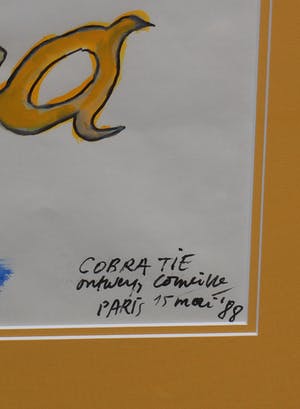 a
COBRA TIE
ontwerp, Corneille
PARIS 15 mai '88